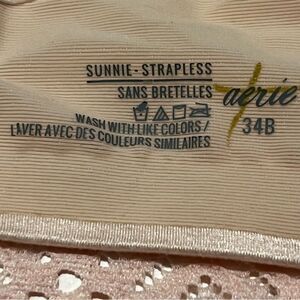 SUNNIE - STRAPLESS
SANS BRETELLES
aerie
34B
WASH WITH LIKE COLORS /
LAVER AVEC DES COULEURS SIMILAIRES